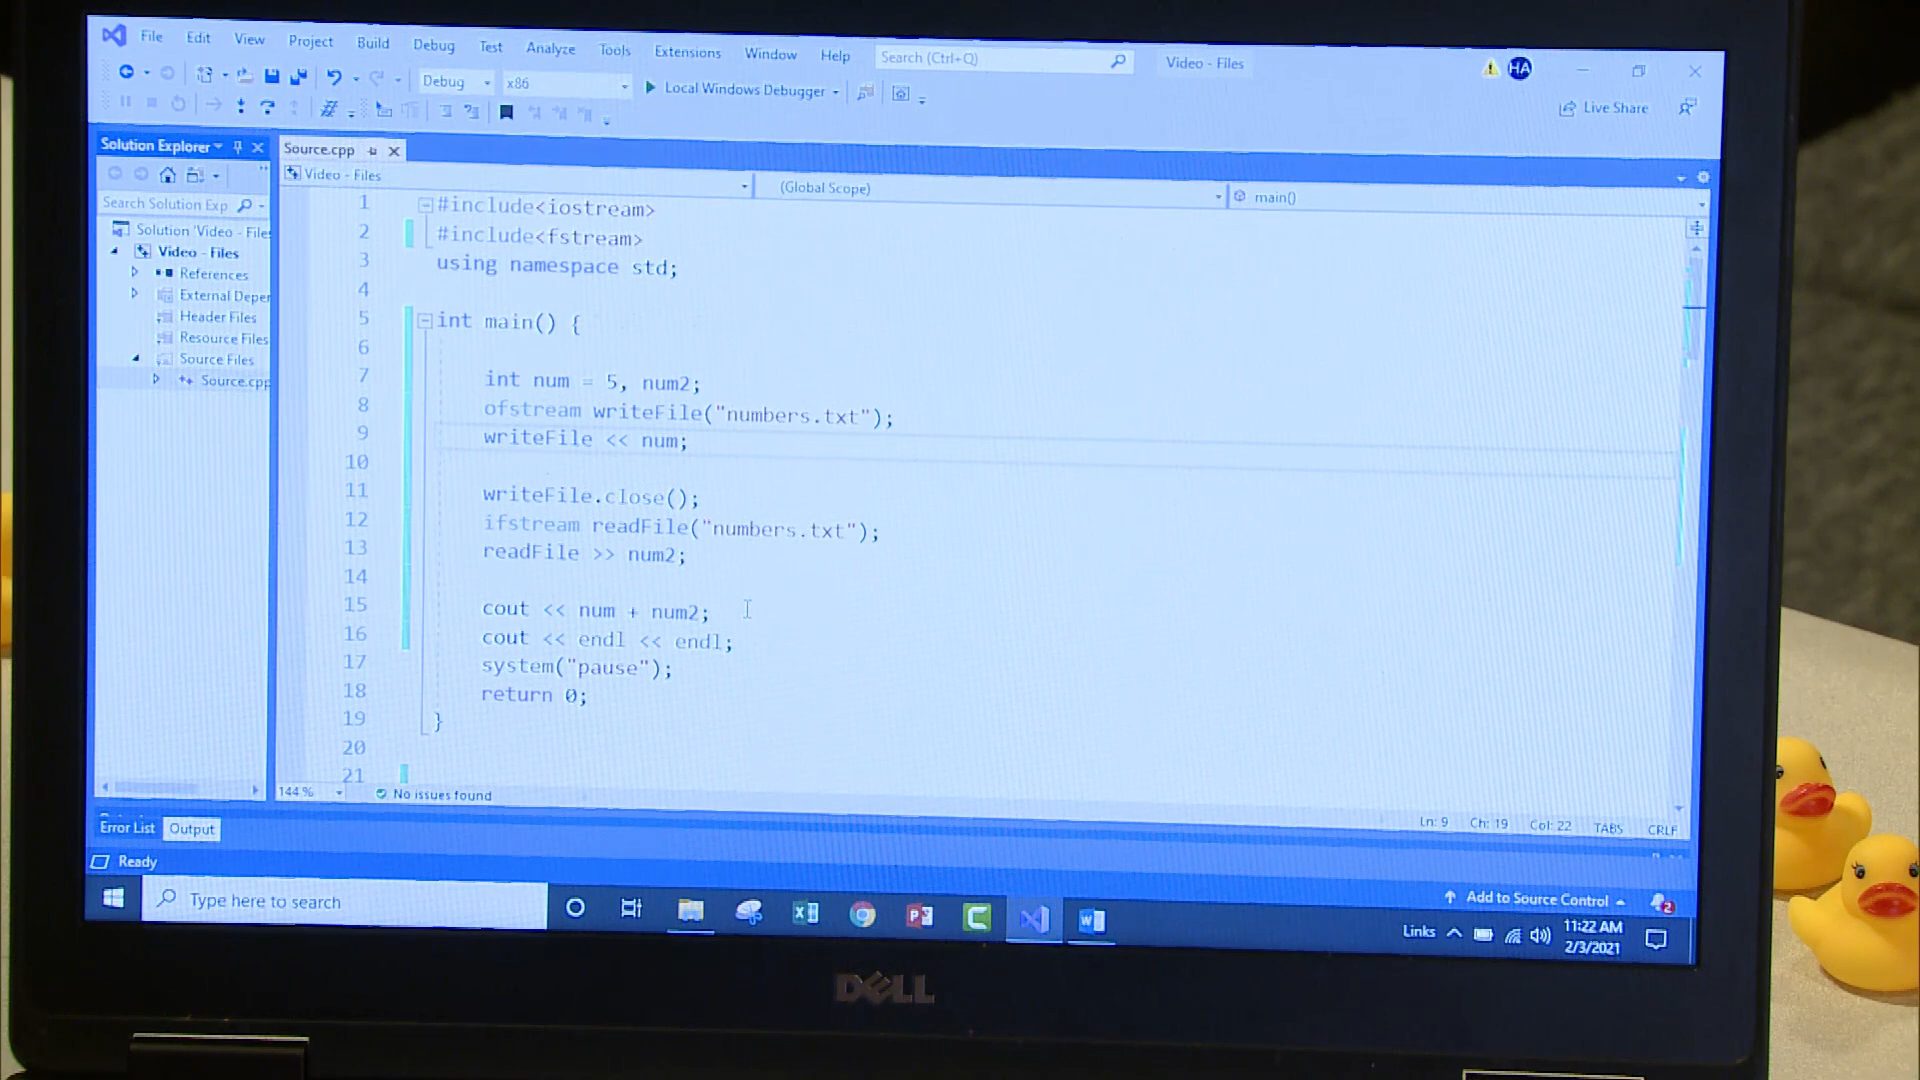 File Edit View Project Build Debug Test Analyze Tools Extensions Window Help Search (Ctrl+Q) Video - Files HA
Debug x86 Local Windows Debugger
Live Share
Solution Explorer
Source.cpp
Video - Files (Global Scope) main()
Search Solution Exp
Solution 'Video - Files
Video - Files
References
External Deper
Header Files
Resource Files
Source Files
Source.cpp
1 #include<iostream>
2 #include<fstream>
3 using namespace std;
4
5 int main() {
6
7 int num = 5, num2;
8 ofstream writeFile("numbers.txt");
9 writeFile << num;
10
11 writeFile.close();
12 ifstream readFile("numbers.txt");
13 readFile >> num2;
14
15 cout << num + num2;
16 cout << endl << endl;
17 system("pause");
18 return 0;
19 }
20
21
144 % No issues found
Ln: 9 Ch: 19 Col: 22 TABS CRLF
Error List Output
Ready
Add to Source Control 2
Type here to search
Links
11:22 AM
2/3/2021
DELL